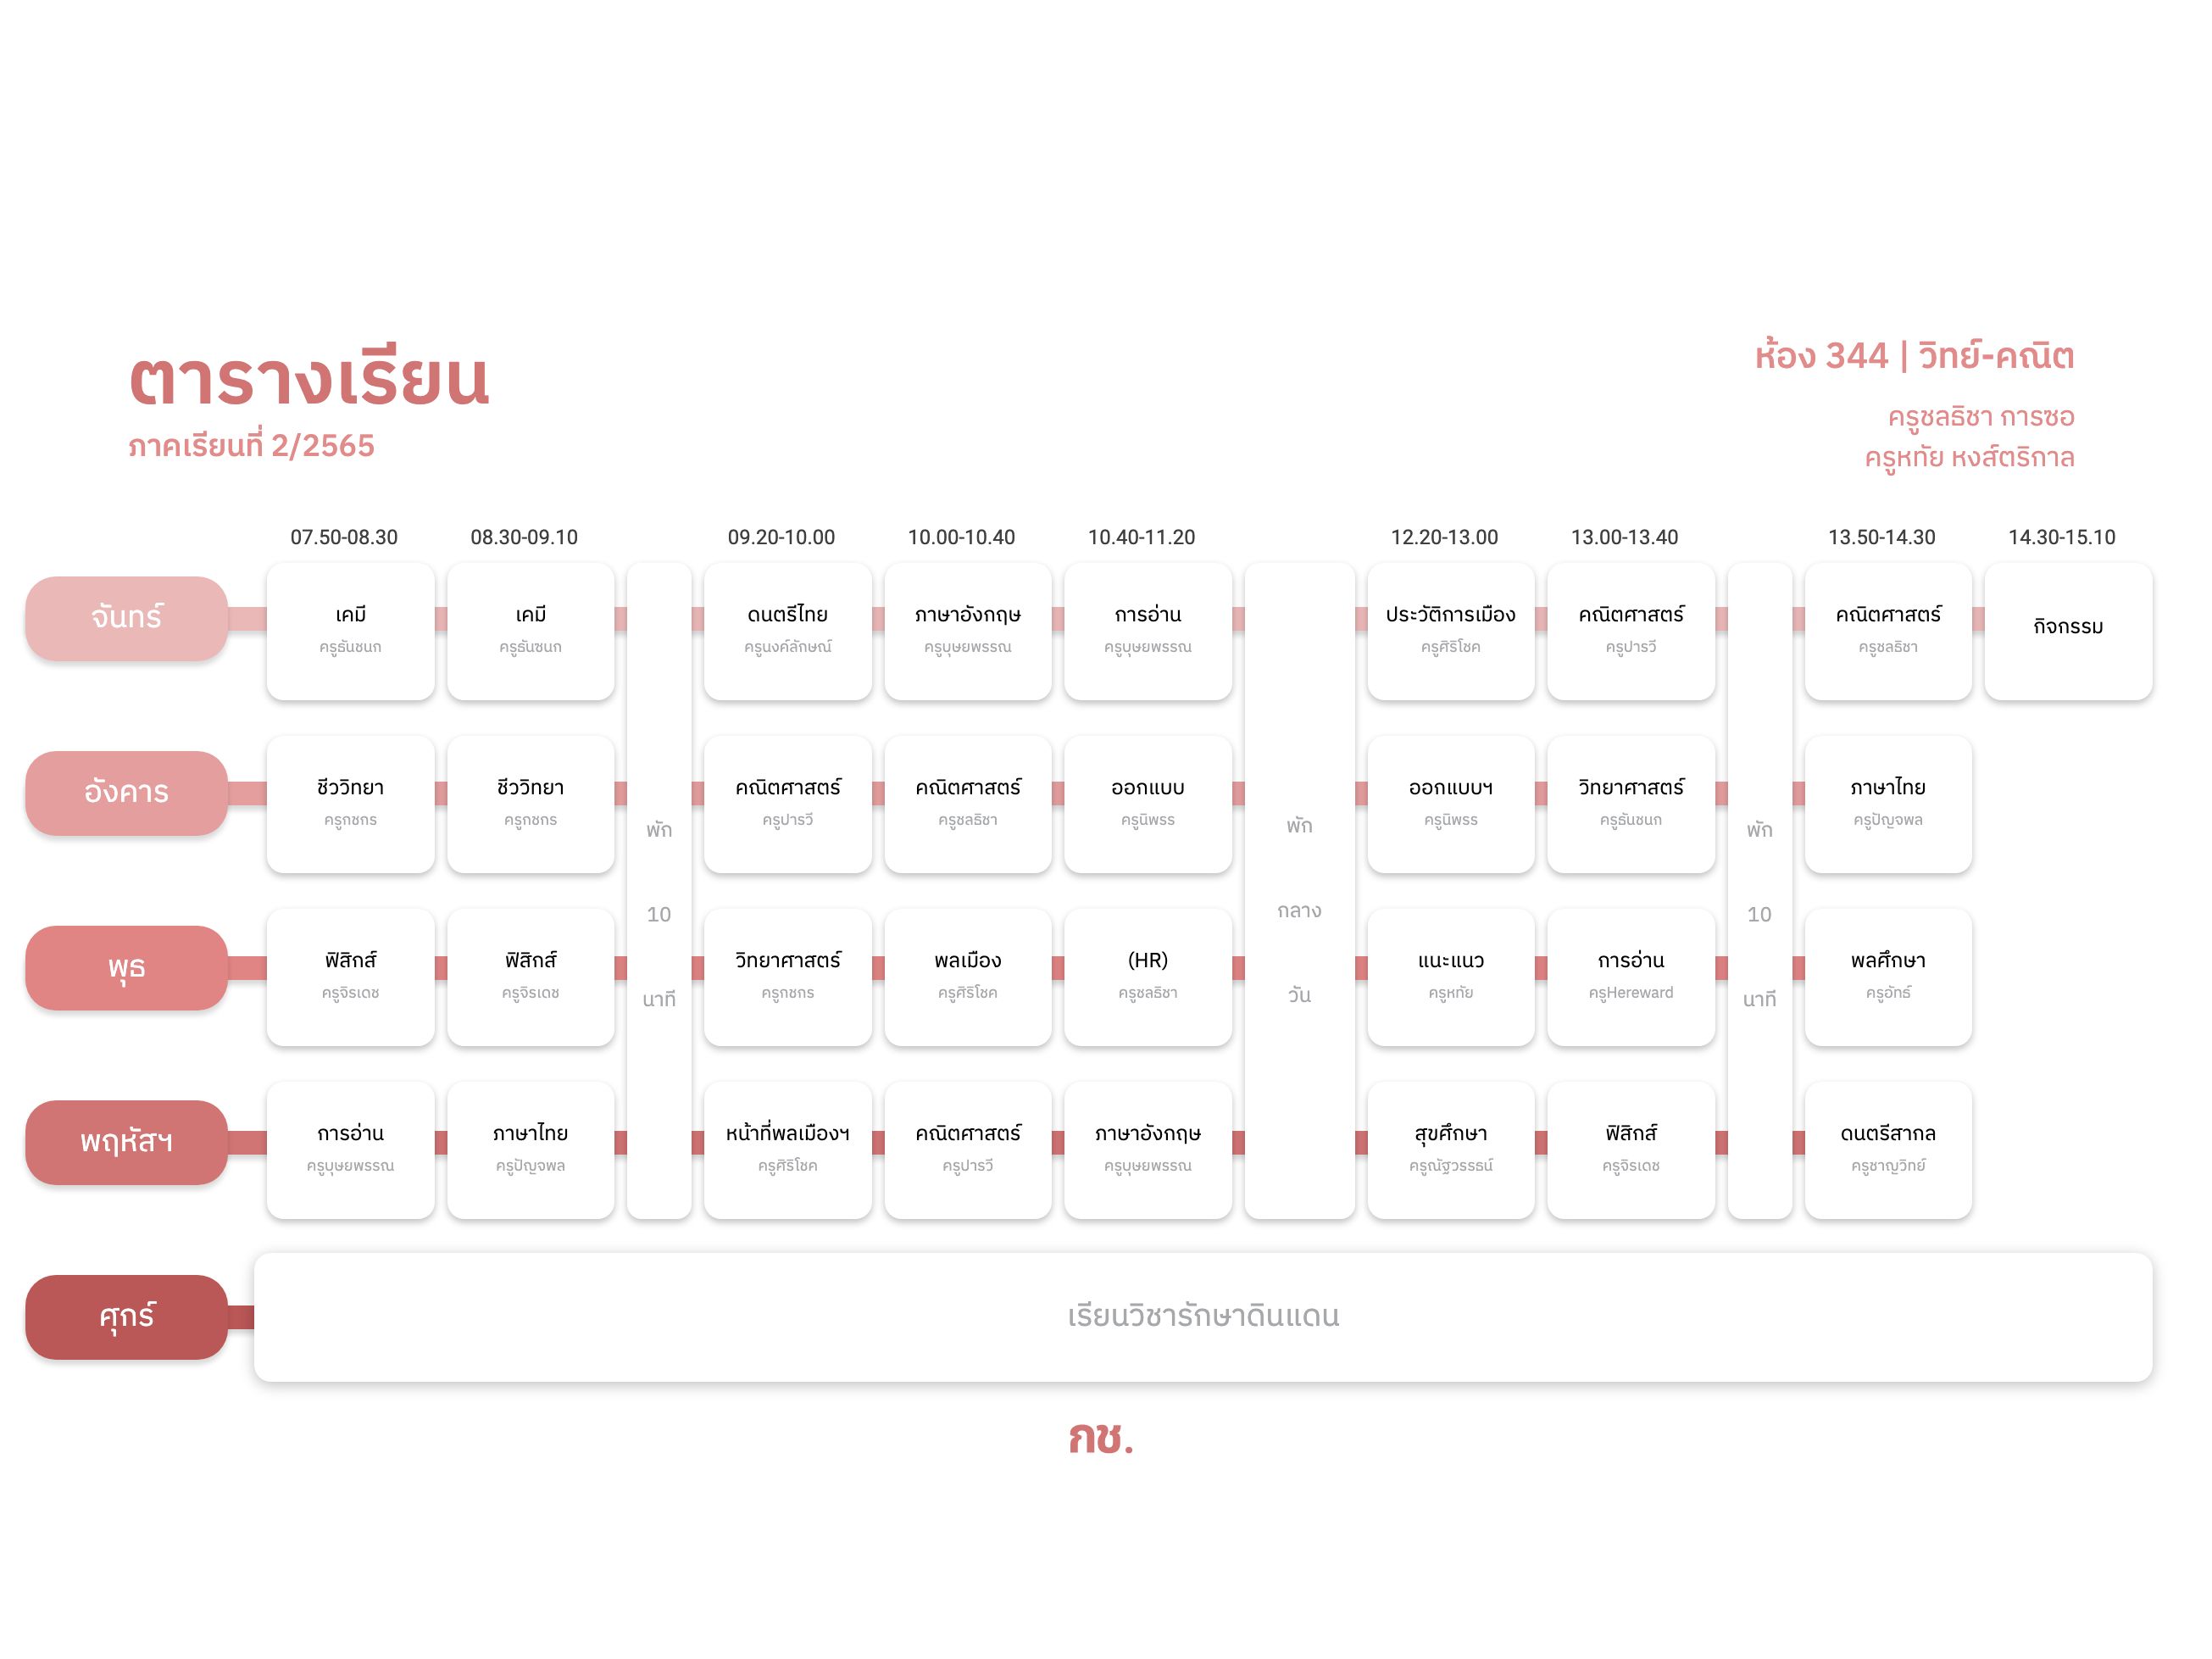 ตารางเรียน
ภาคเรียนที่ 2/2565
ห้อง 344 | วิทย์-คณิต
ครูชลธิชา การซอ
ครูหทัย หงส์ตริกาล
07.50-08.30 08.30-09.10 09.20-10.00 10.00-10.40 10.40-11.20 12.20-13.00 13.00-13.40 13.50-14.30 14.30-15.10
จันทร์
เคมี เคมี ดนตรีไทย ภาษาอังกฤษ การอ่าน ประวัติการเมือง คณิตศาสตร์ คณิตศาสตร์ กิจกรรม
ครูธันชนก ครูธันชนก ครูนงค์ลักษณ์ ครูบุษยพรรณ ครูบุษยพรรณ ครูศิริโชค ครูปารวี ครูชลธิชา
อังคาร
ชีววิทยา ชีววิทยา คณิตศาสตร์ คณิตศาสตร์ ออกแบบ ออกแบบฯ วิทยาศาสตร์ ภาษาไทย
ครูกชกร ครูกชกร ครูปารวี ครูชลธิชา ครูนิพรร ครูนิพรร ครูธันชนก ครูปัญจพล
พัก
10
นาที
พัก
กลาง
วัน
พัก
10
นาที
พุธ
ฟิสิกส์ ฟิสิกส์ วิทยาศาสตร์ พลเมือง (HR) แนะแนว การอ่าน พลศึกษา
ครูจิรเดช ครูจิรเดช ครูกชกร ครูศิริโชค ครูชลธิชา ครูหทัย ครูHereward ครูอัทธ์
พฤหัสฯ
การอ่าน ภาษาไทย หน้าที่พลเมืองฯ คณิตศาสตร์ ภาษาอังกฤษ สุขศึกษา ฟิสิกส์ ดนตรีสากล
ครูบุษยพรรณ ครูปัญจพล ครูศิริโชค ครูปารวี ครูบุษยพรรณ ครูณัฐวรรธน์ ครูจิรเดช ครูชาญวิทย์
ศุกร์
เรียนวิชารักษาดินแดน
กช.